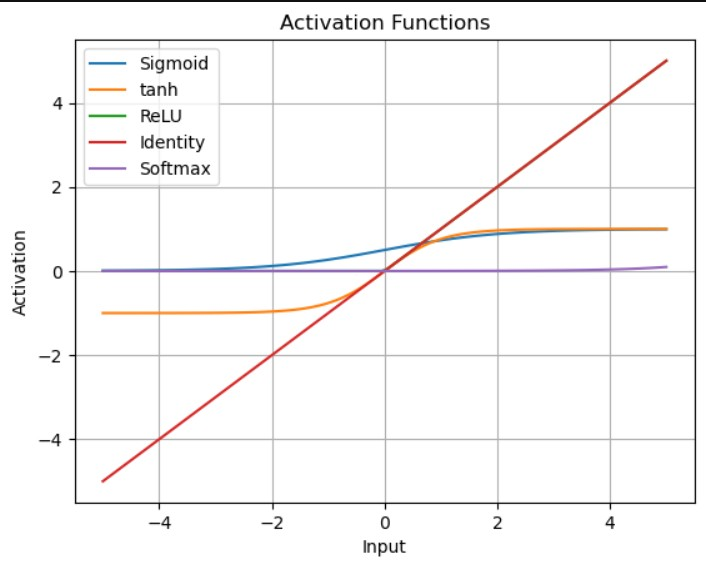 Activation Functions
Sigmoid
tanh
ReLU
Identity
Softmax
4
2
0
−2
−4
Activation
−4
−2
0
2
4
Input